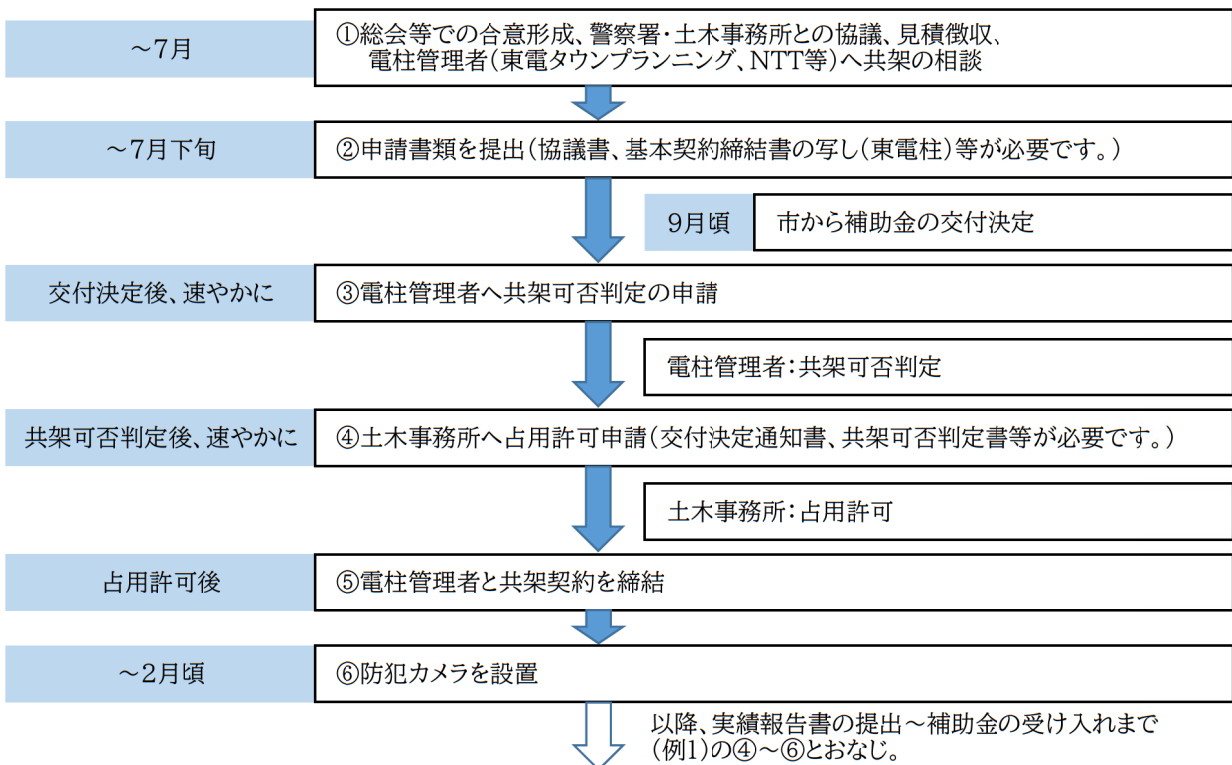 ～7月
①総会等での合意形成、警察署・土木事務所との協議、見積徴収、
電柱管理者(東電タウンプランニング、NTT等)へ共架の相談
～7月下旬
②申請書類を提出(協議書、基本契約締結書の写し(東電柱)等が必要です。)
9月頃
市から補助金の交付決定
交付決定後、速やかに
③電柱管理者へ共架可否判定の申請
電柱管理者：共架可否判定
共架可否判定後、速やかに
④土木事務所へ占用許可申請(交付決定通知書、共架可否判定書等が必要です。)
土木事務所：占用許可
占用許可後
⑤電柱管理者と共架契約を締結
～2月頃
⑥防犯カメラを設置
以降、実績報告書の提出～補助金の受け入れまで
(例1)の④～⑥とおなじ。